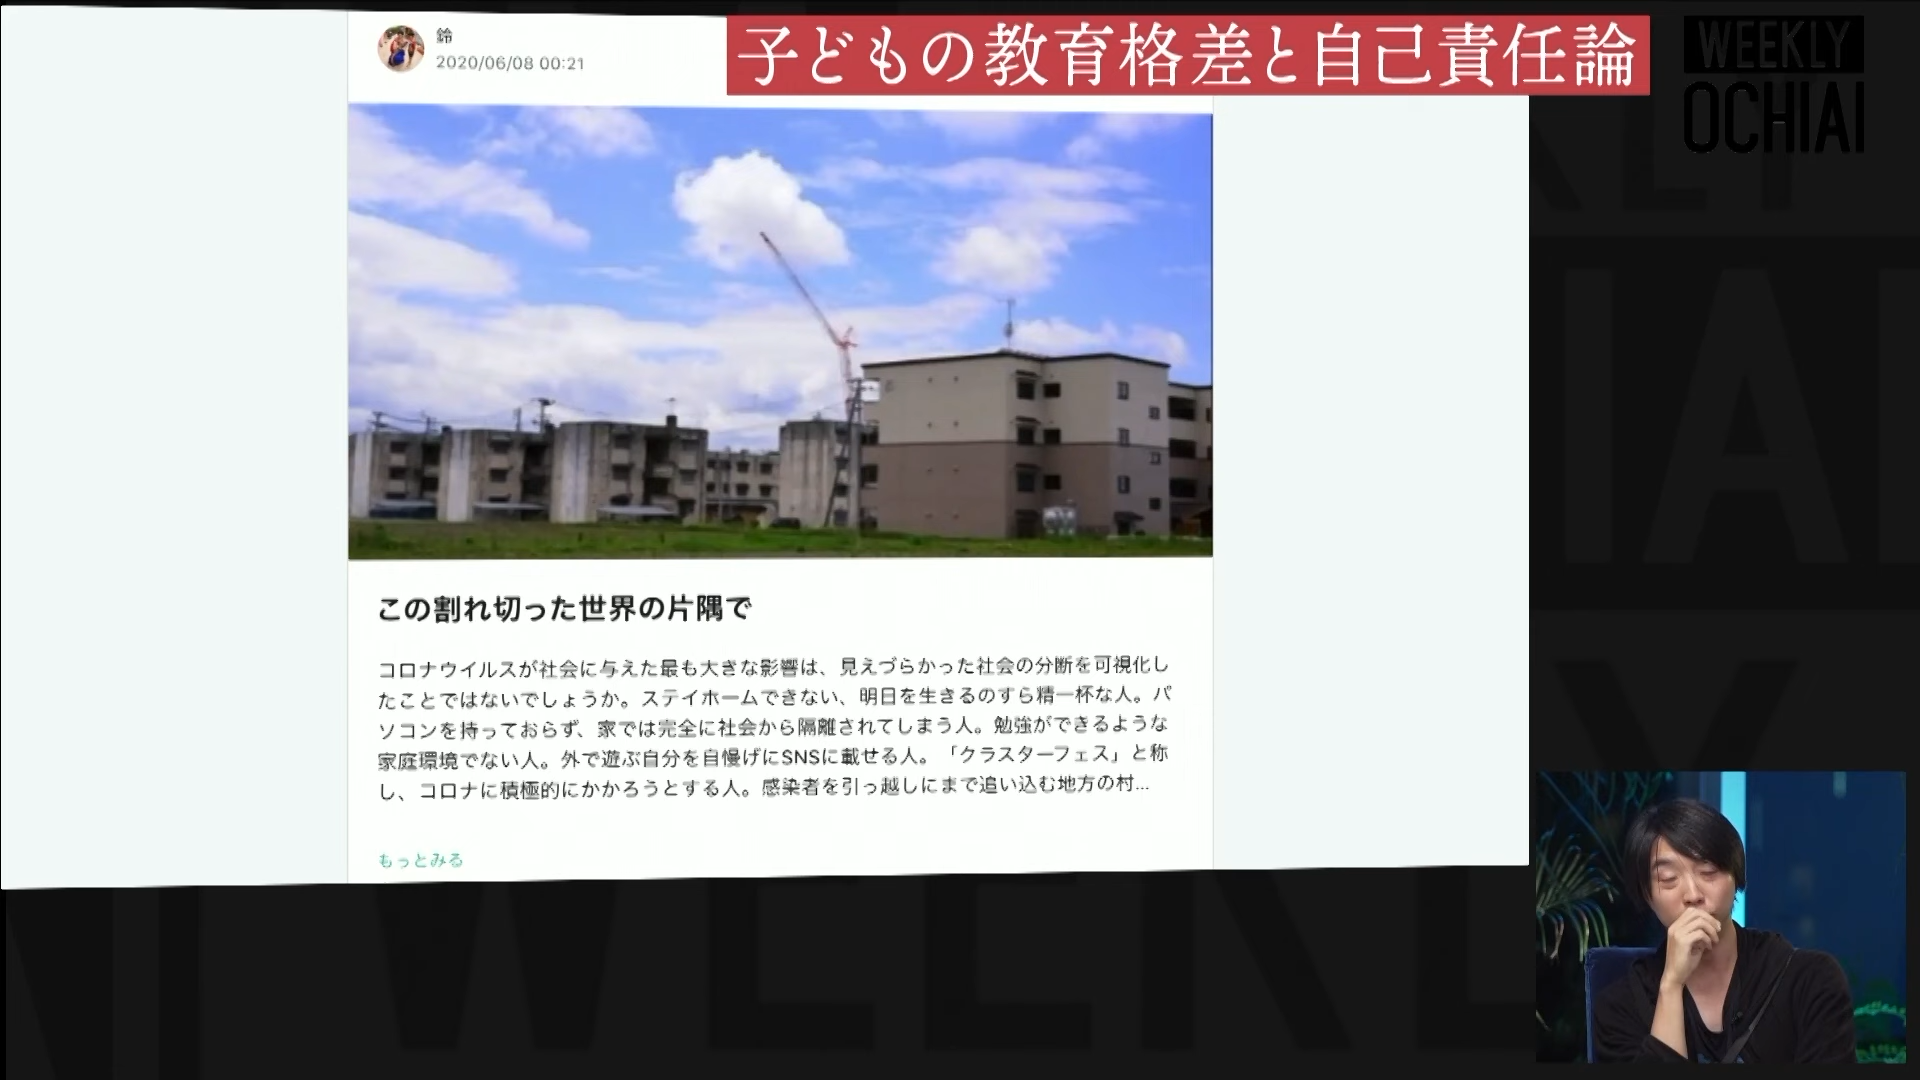 鈴
2020/06/08 00:21
子どもの教育格差と自己責任論
WEEKLY
OCHIAI
この割れ切った世界の片隅で
コロナウイルスが社会に与えた最も大きな影響は、見えづらかった社会の分断を可視化し
たことではないでしょうか。ステイホームできない、明日を生きるのすら精一杯な人。パ
ソコンを持っておらず、家では完全に社会から隔離されてしまう人。勉強ができるような
家庭環境でない人。外で遊ぶ自分を自慢げにSNSに載せる人。「クラスターフェス」と称
し、コロナに積極的にかかろうとする人。感染者を引っ越しにまで追い込む地方の村...
もっとみる
WEEKLY